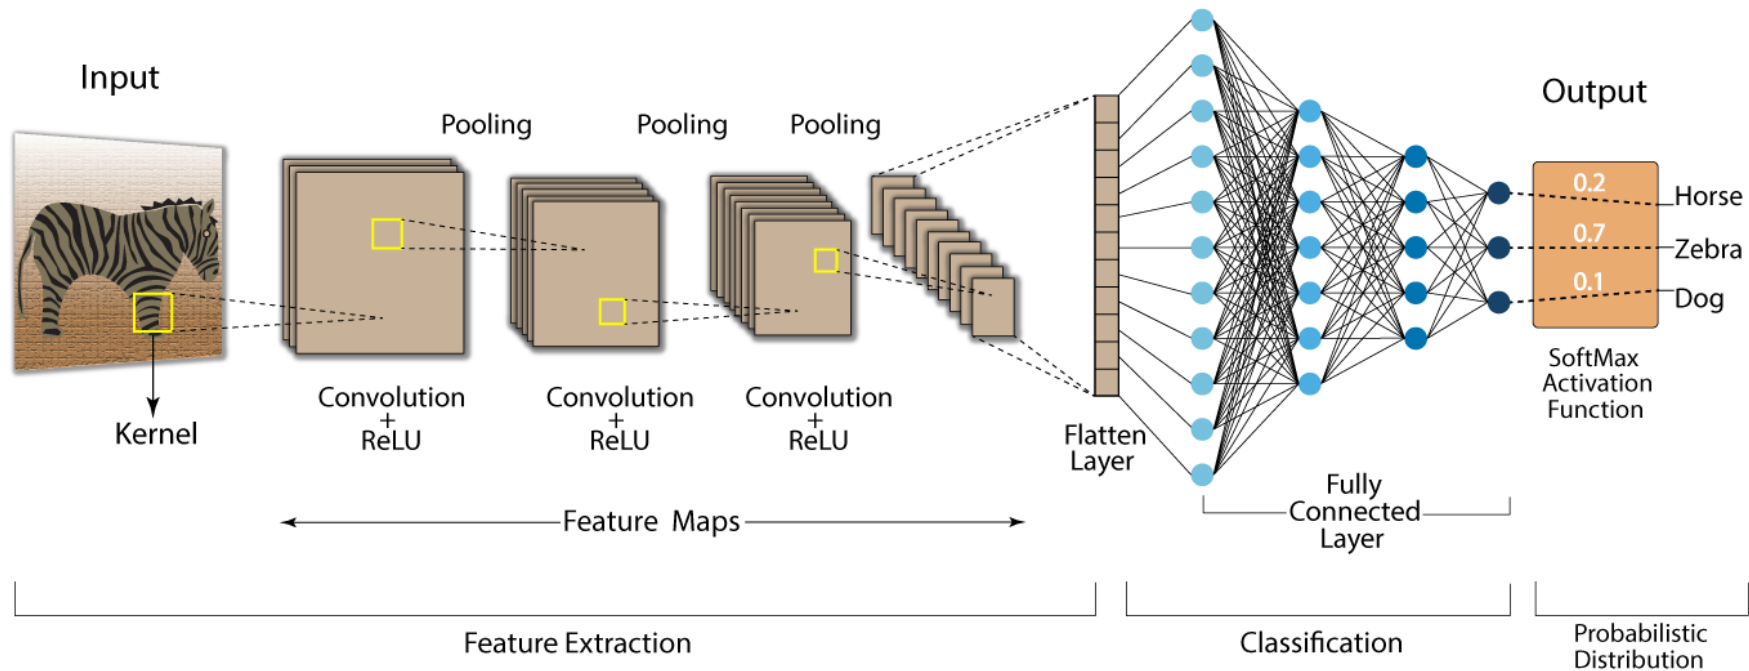 Input
Kernel
Pooling
Pooling
Pooling
Convolution
+
ReLU
Convolution
+
ReLU
Convolution
+
ReLU
Feature Maps
Flatten
Layer
Fully
Connected
Layer
Output
0.2
Horse
0.7
Zebra
0.1
Dog
SoftMax
Activation
Function
Feature Extraction
Classification
Probabilistic
Distribution